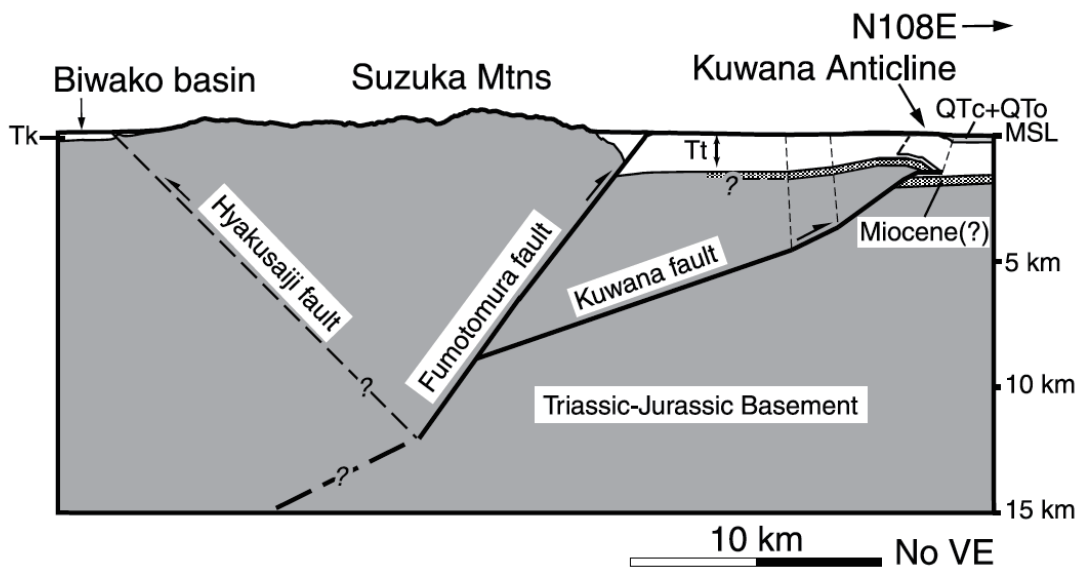 N108E
Biwako basin
Suzuka Mtns
Kuwana Anticline
QTc+QTo
Tk
MSL
Tt
?
Hyakusaiji fault
Fumotomura fault
Kuwana fault
Miocene(?)
5 km
?
Triassic-Jurassic Basement
10 km
?
15 km
10 km
No VE